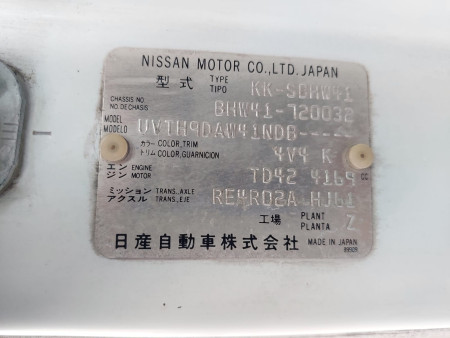 NISSAN MOTOR CO., LTD. JAPAN
型式 TYPE TIPO KK-SGHW41
CHASSIS NO. NO. DE CHASIS BHW41-720032
MODEL MODELO UVTH9DAW41NDB-----
カラー COLOR, TRIM トリム COLOR, GUARNICION 4V4 K
エンジン ENGINE MOTOR TD42 4169 CC
ミッション TRANS., AXLE アクスル TRANS., EJE RE4R02A HJ61
工場 PLANT PLANTA Z
日産自動車株式会社 MADE IN JAPAN